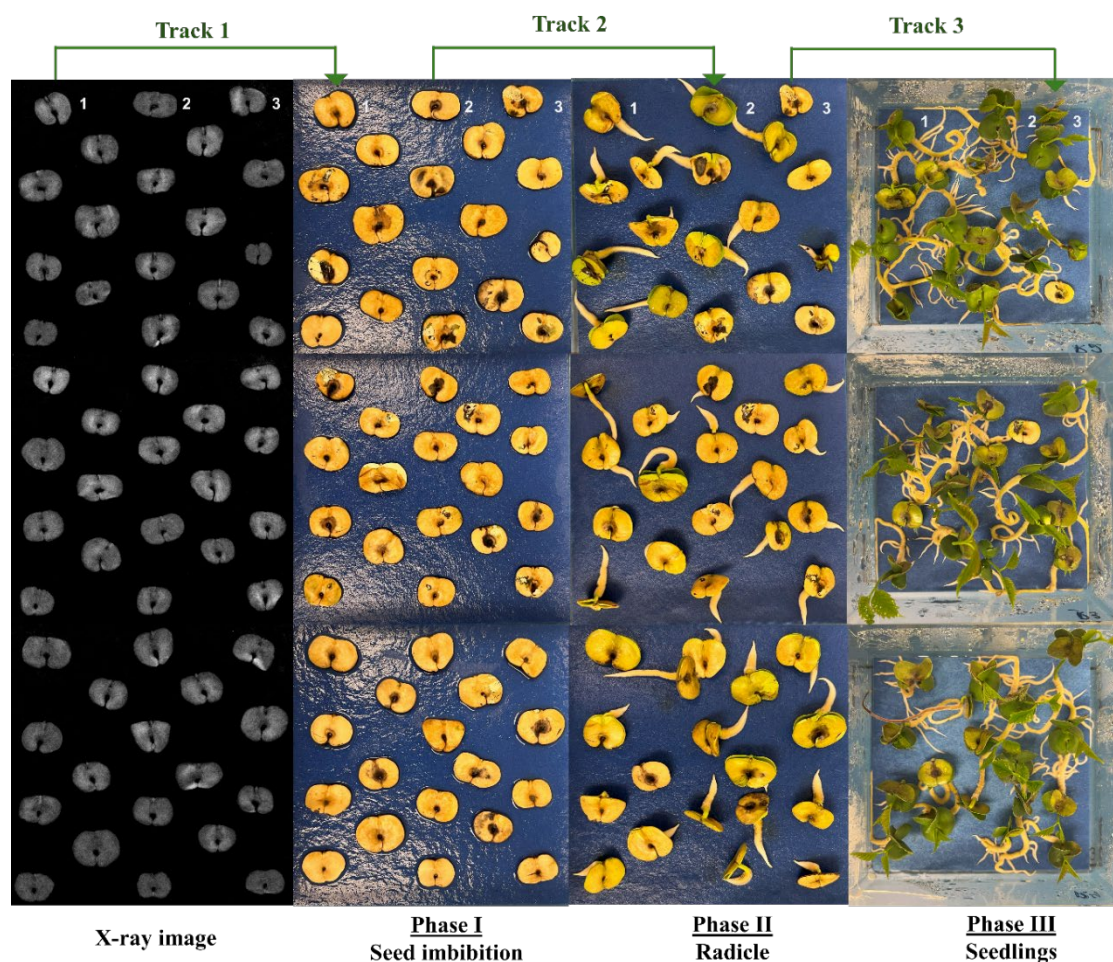 Track 1
Track 2
Track 3
1 2 3
1 2 3
1 2 3
1 2 3
X-ray image
Phase I
Seed imbibition
Phase II
Radicle
Phase III
Seedlings